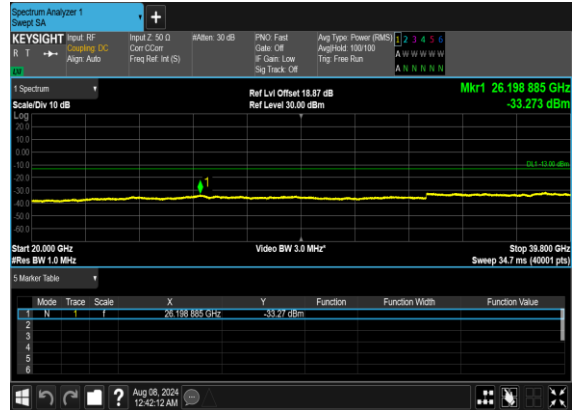 Spectrum Analyzer 1
Swept SA
+
KEYSIGHT Input: RF Input Z: 50 Ω #Atten: 30 dB PNO: Fast Avg Type: Power (RMS) 1 2 3 4 5 6
R T Coupling: DC Corr CCorr Gate: Off Avg|Hold: 100/100 A W W W W W
Align: Auto Freq Ref: Int (S) IF Gain: Low Trig: Free Run
LW Sig Track: Off A N N N N N
1 Spectrum Ref Lvl Offset 18.87 dB Mkr1 26.198 885 GHz
Scale/Div 10 dB Ref Level 30.00 dBm -33.273 dBm
Log
20.0
10.0
0.00
-10.0 DL1 -13.00 dBm
-20.0
1
-30.0
-40.0
-50.0
-60.0
Start 20.000 GHz Video BW 3.0 MHz* Stop 39.800 GHz
#Res BW 1.0 MHz Sweep 34.7 ms (40001 pts)
5 Marker Table
Mode Trace Scale X Y Function Function Width Function Value
1 N 1 f 26.198 885 GHz -33.27 dBm
2
3
4
5
6
? Aug 08, 2024
12:42:12 AM